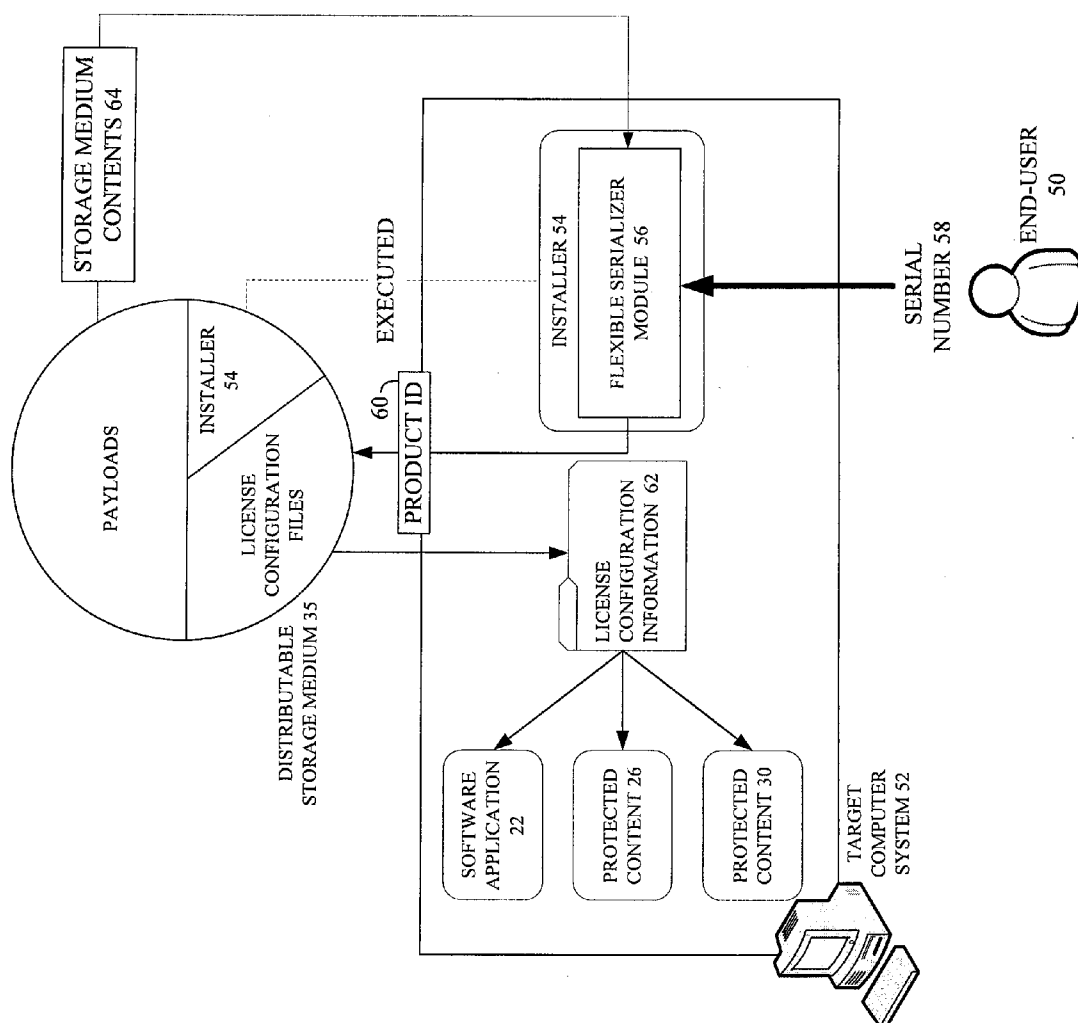 STORAGE MEDIUM
CONTENTS 64
PAYLOADS
INSTALLER
54
LICENSE
CONFIGURATION
FILES
DISTRIBUTABLE
STORAGE MEDIUM 35
EXECUTED
60
PRODUCT ID
INSTALLER 54
FLEXIBLE SERIALIZER
MODULE 56
LICENSE
CONFIGURATION
INFORMATION 62
SOFTWARE
APPLICATION
22
PROTECTED
CONTENT 26
PROTECTED
CONTENT 30
SERIAL
NUMBER 58
END-USER
50
TARGET
COMPUTER
SYSTEM 52